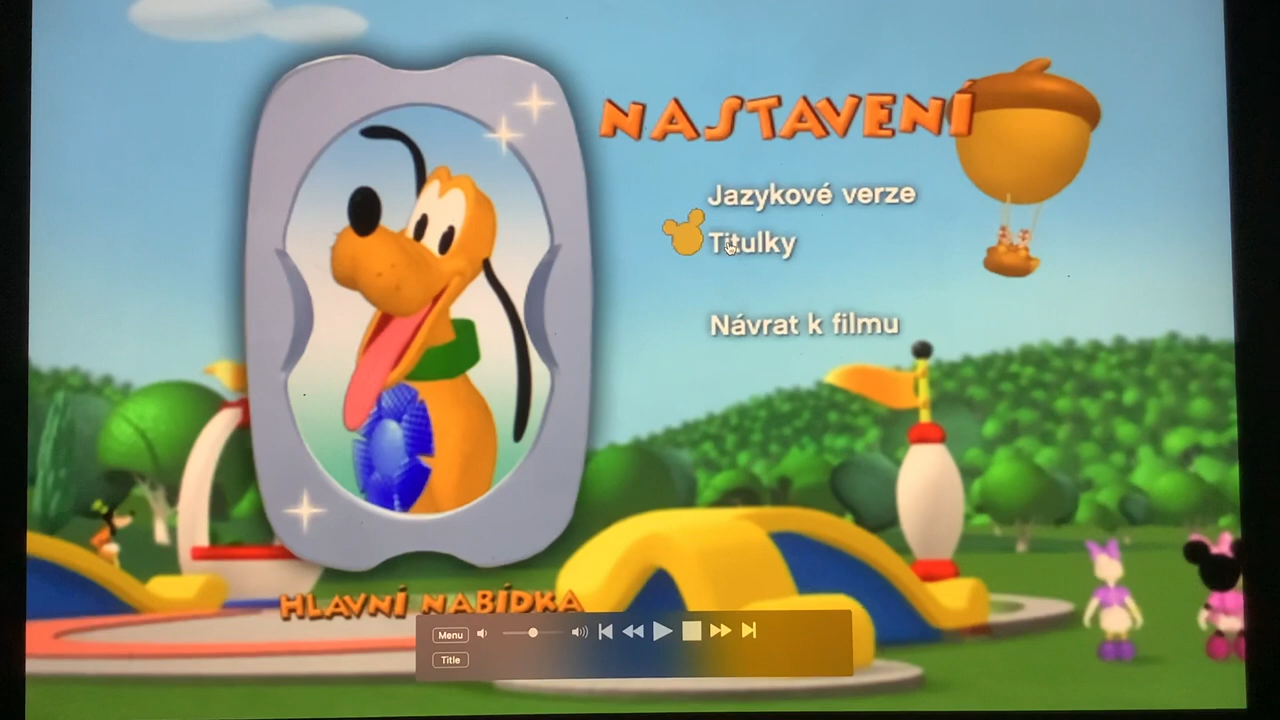 NASTAVENÍ
Jazykové verze
Titulky
Návrat k filmu
HLAVNÍ NABÍDKA
Menu
Title